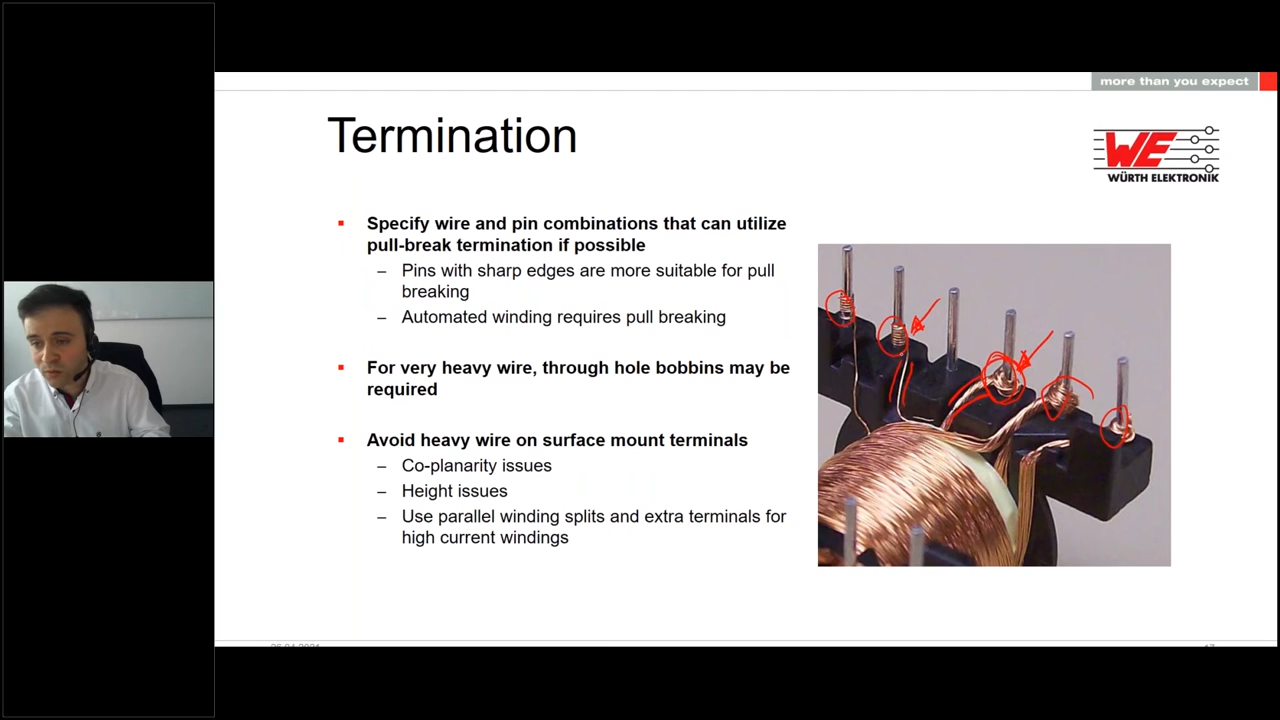 more than you expect
Termination
WE
WÜRTH ELEKTRONIK
Specify wire and pin combinations that can utilize
pull-break termination if possible
– Pins with sharp edges are more suitable for pull
breaking
– Automated winding requires pull breaking
For very heavy wire, through hole bobbins may be
required
Avoid heavy wire on surface mount terminals
– Co-planarity issues
– Height issues
– Use parallel winding splits and extra terminals for
high current windings